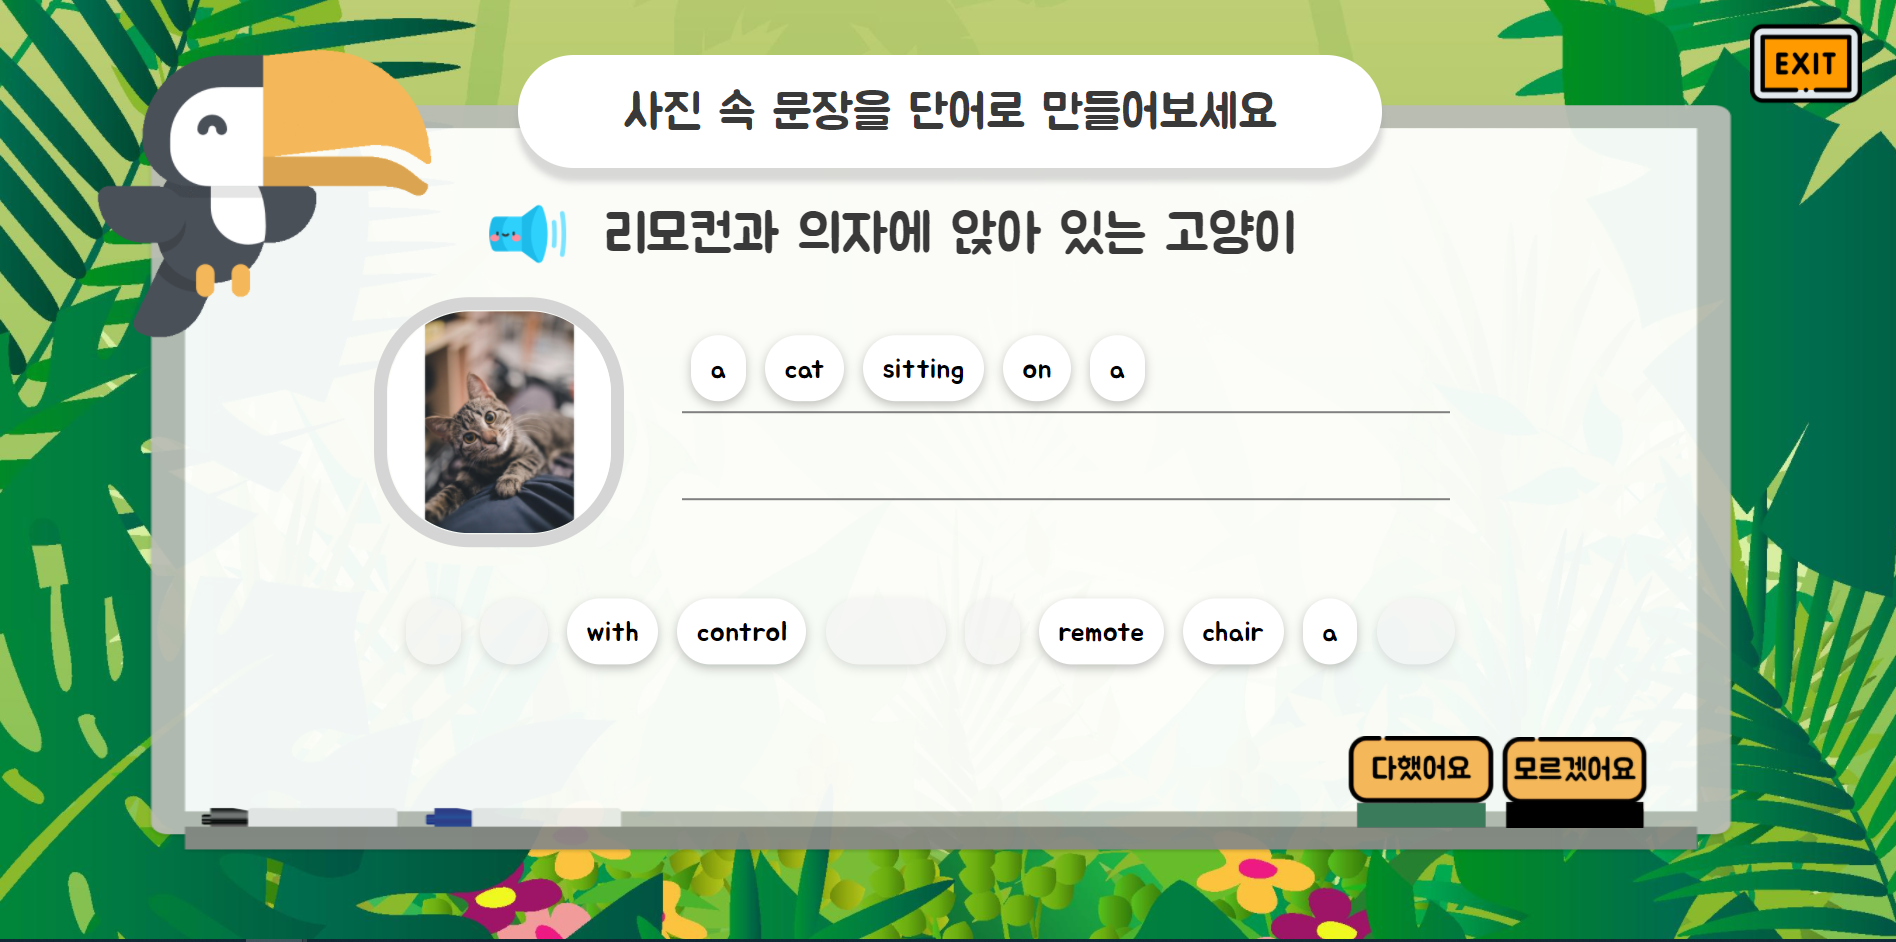 EXIT
사진 속 문장을 단어로 만들어보세요
리모컨과 의자에 앉아 있는 고양이
a cat sitting on a
with control remote chair a
다했어요 모르겠어요